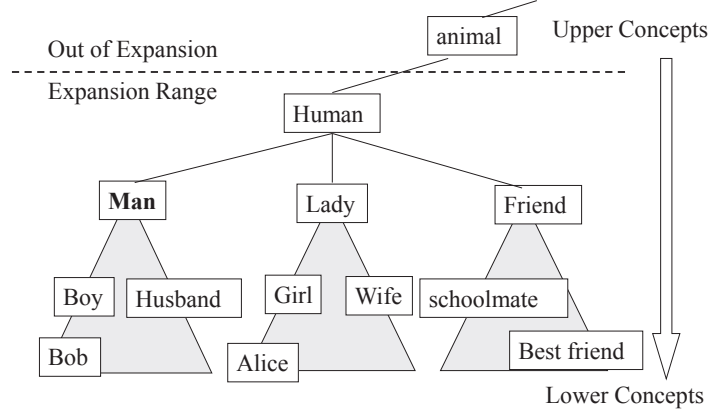 animal
Upper Concepts
Out of Expansion
Expansion Range
Human
Man
Lady
Friend
Boy
Husband
Girl
Wife
schoolmate
Bob
Alice
Best friend
Lower Concepts